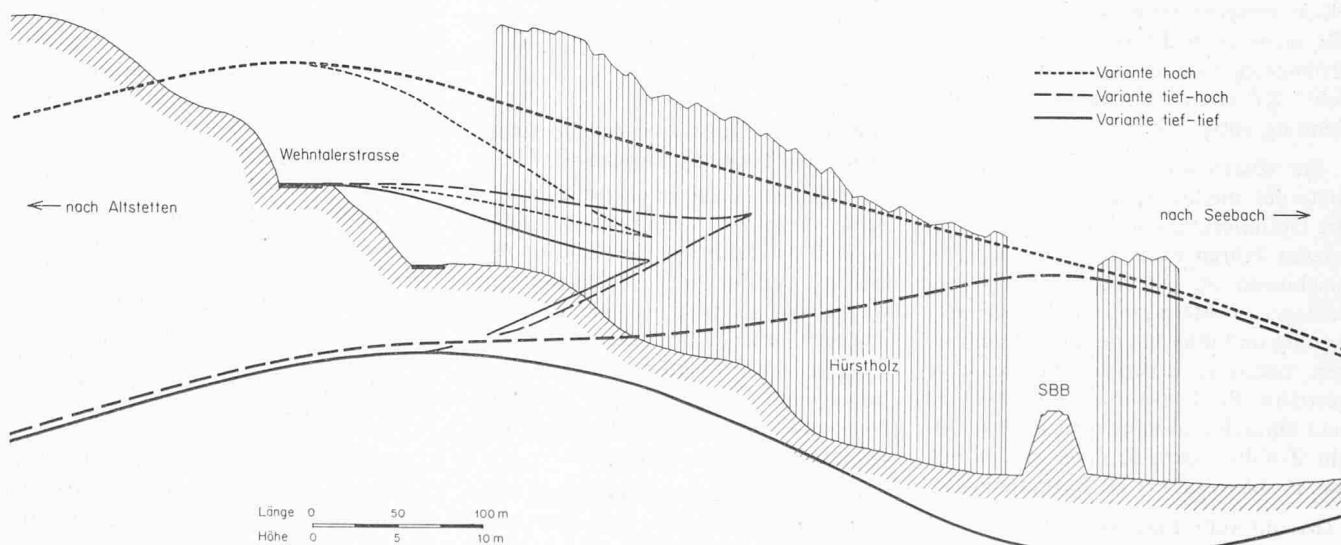 Variante hoch
Variante tief-hoch
Variante tief-tief
Wehntalerstrasse
← nach Altstetten
nach Seebach →
Hürstholz
SBB
Länge 0 50 100 m
Höhe 0 5 10 m